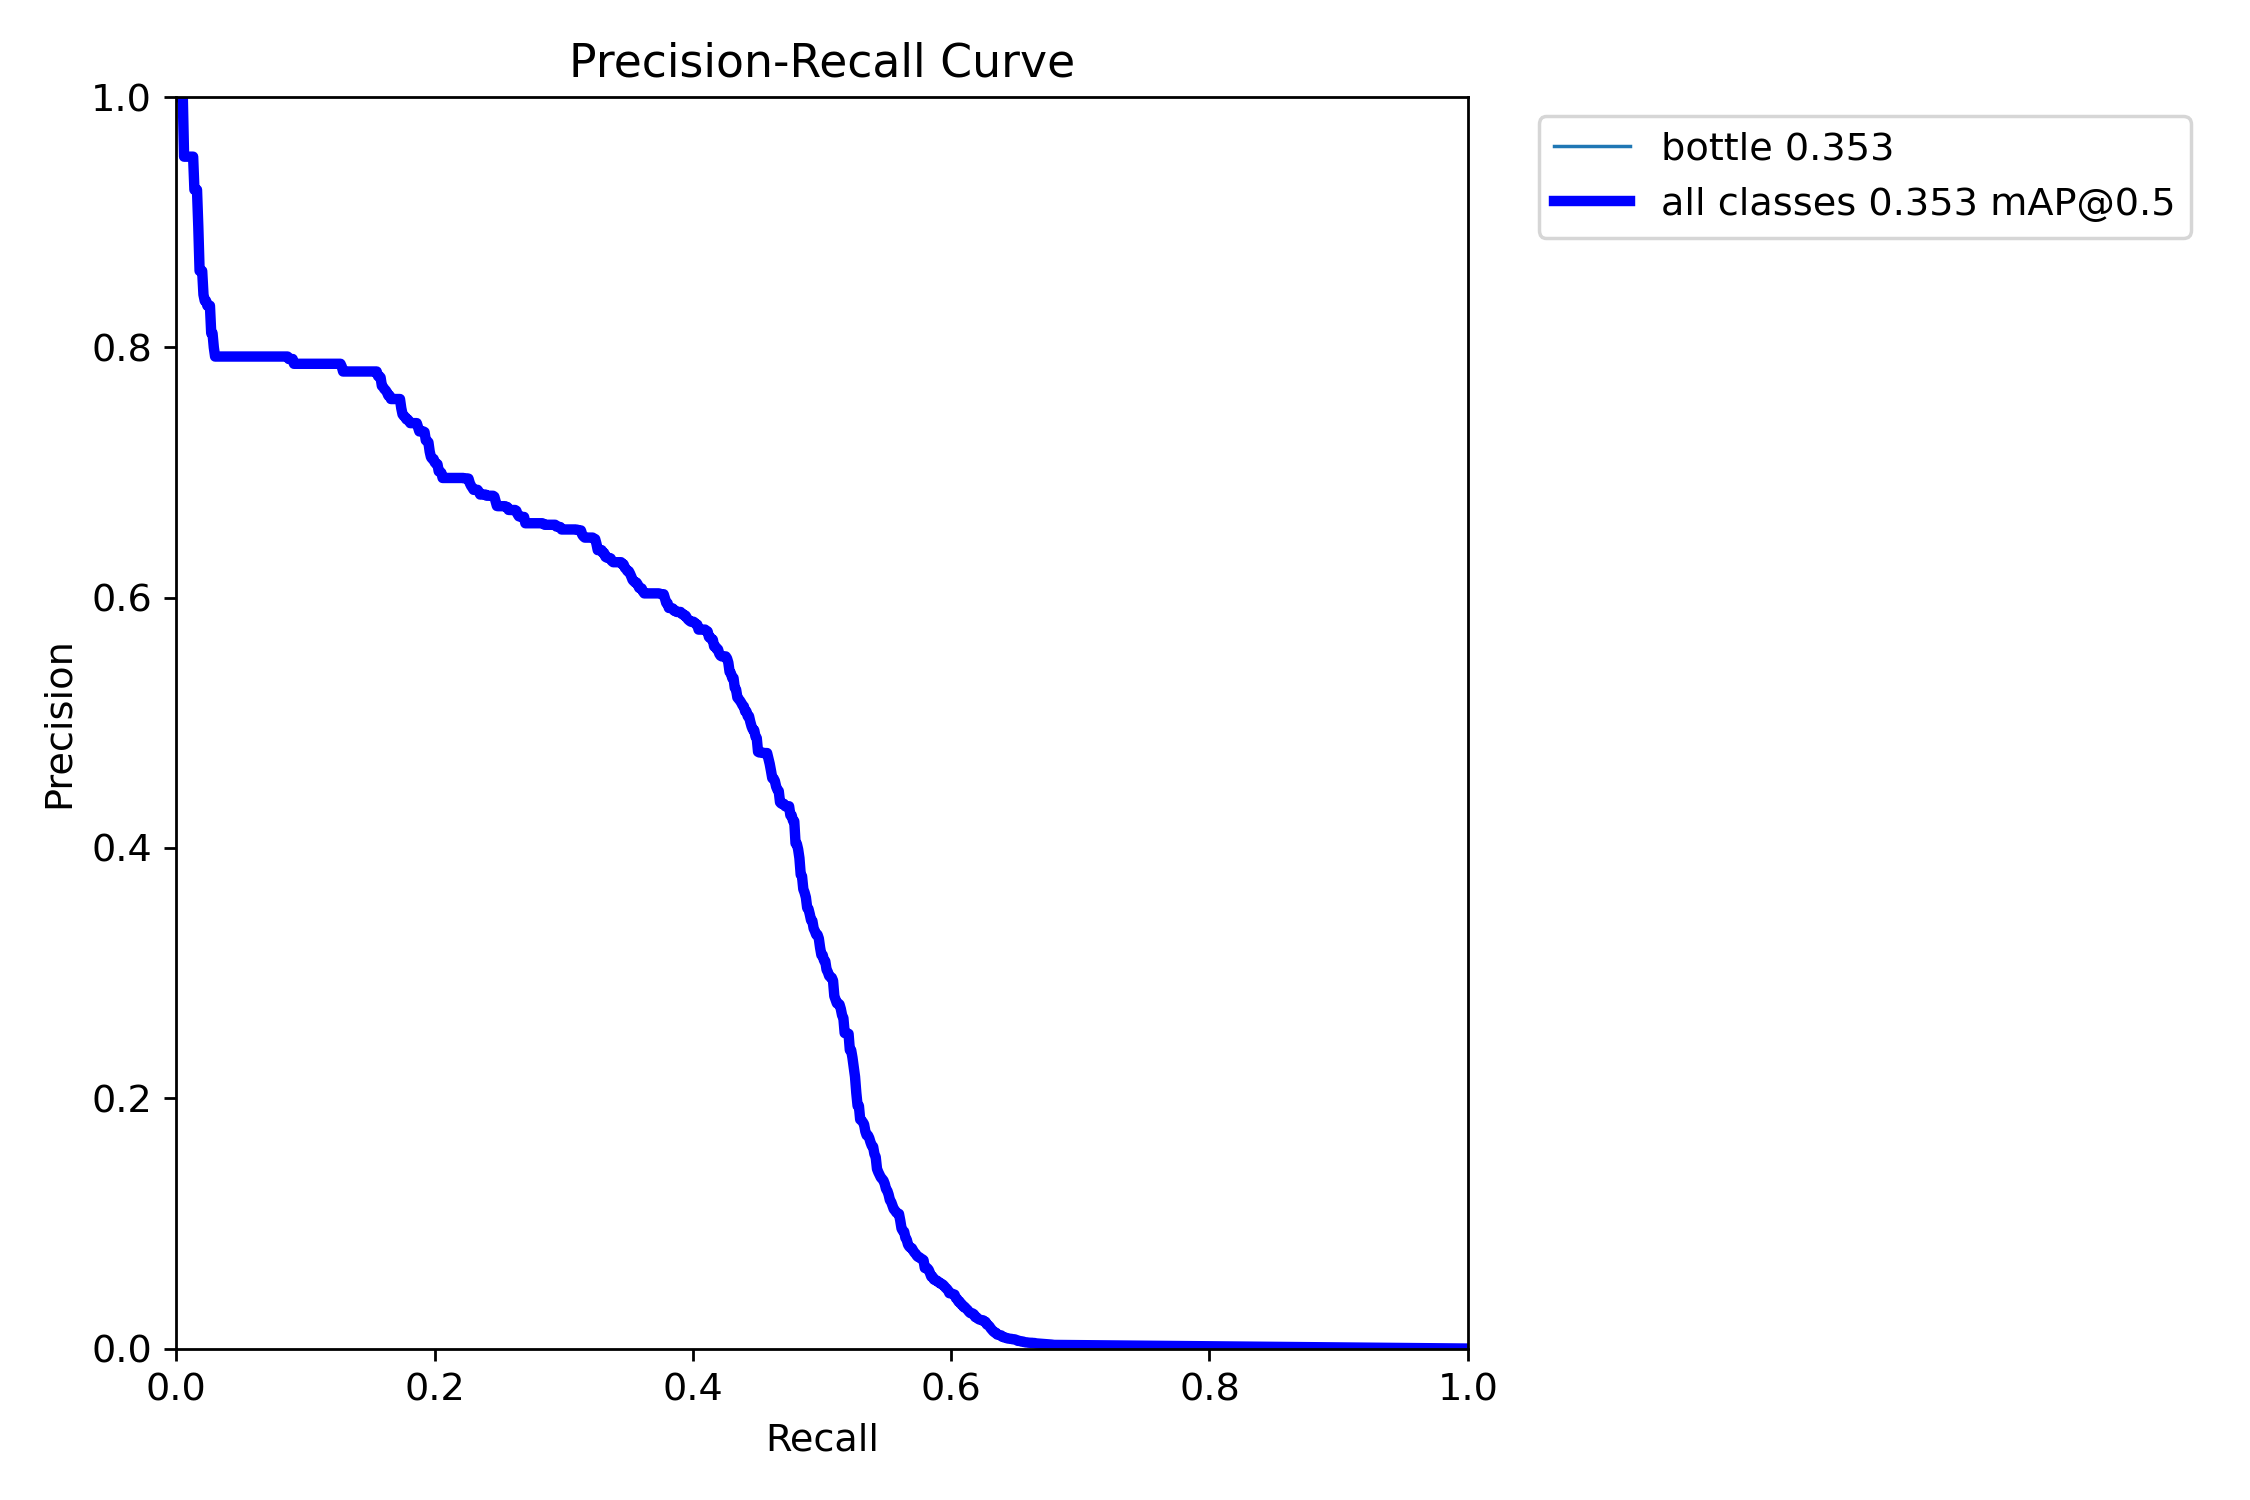 Precision-Recall Curve
bottle 0.353
all classes 0.353 mAP@0.5
1.0
0.8
0.6
0.4
0.2
0.0
Precision
0.0 0.2 0.4 0.6 0.8 1.0
Recall